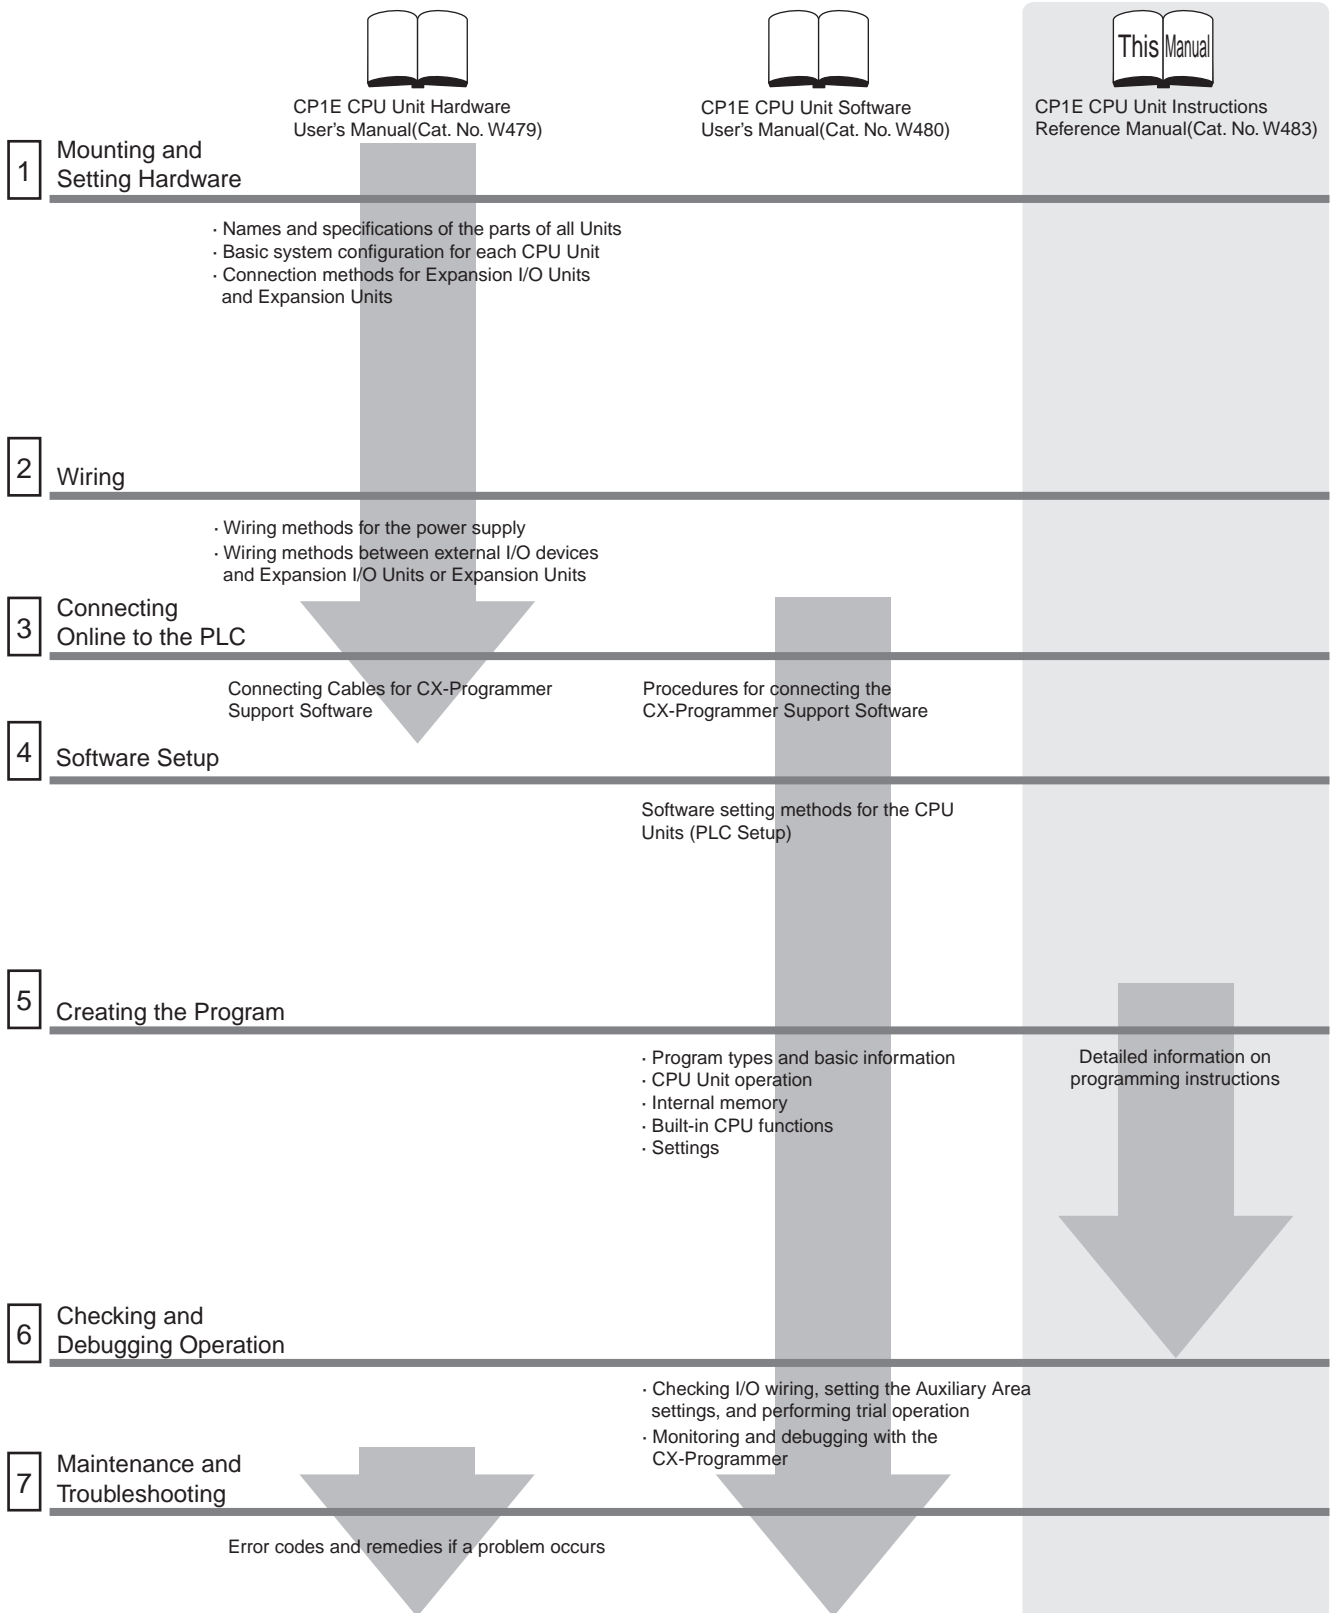 This Manual
CP1E CPU Unit Hardware
User's Manual(Cat. No. W479)
CP1E CPU Unit Software
User's Manual(Cat. No. W480)
CP1E CPU Unit Instructions
Reference Manual(Cat. No. W483)
1
Mounting and
Setting Hardware
· Names and specifications of the parts of all Units
· Basic system configuration for each CPU Unit
· Connection methods for Expansion I/O Units
and Expansion Units
2
Wiring
· Wiring methods for the power supply
· Wiring methods between external I/O devices
and Expansion I/O Units or Expansion Units
3
Connecting
Online to the PLC
Connecting Cables for CX-Programmer
Support Software
Procedures for connecting the
CX-Programmer Support Software
4
Software Setup
Software setting methods for the CPU
Units (PLC Setup)
5
Creating the Program
· Program types and basic information
· CPU Unit operation
· Internal memory
· Built-in CPU functions
· Settings
Detailed information on
programming instructions
6
Checking and
Debugging Operation
· Checking I/O wiring, setting the Auxiliary Area
settings, and performing trial operation
· Monitoring and debugging with the
CX-Programmer
7
Maintenance and
Troubleshooting
Error codes and remedies if a problem occurs